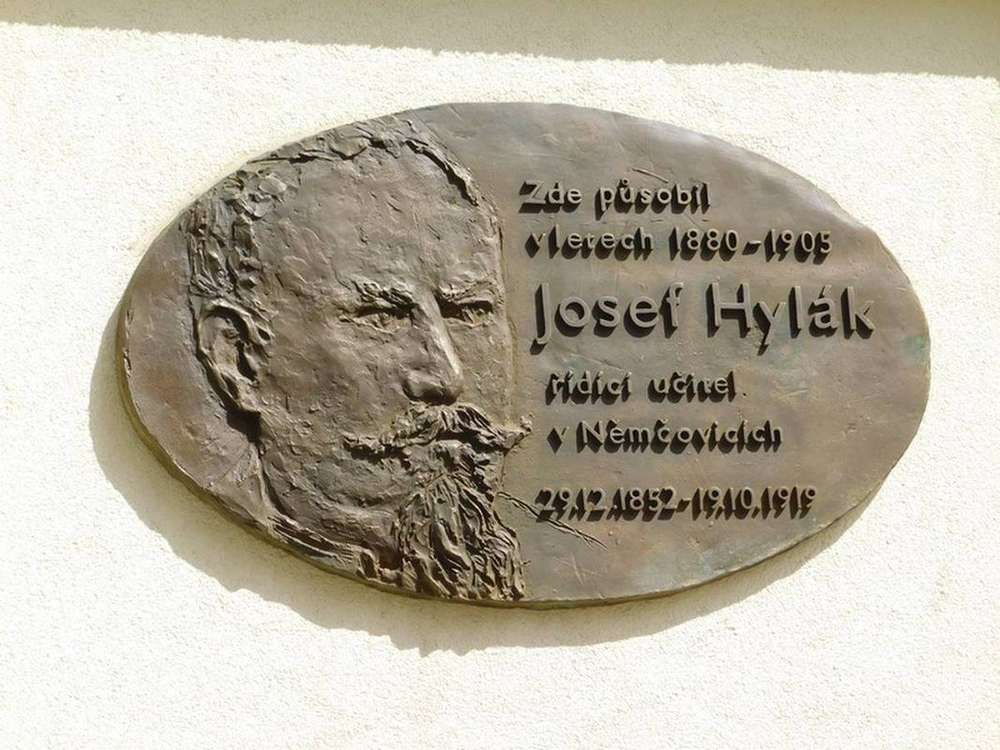 Zde působil
v letech 1880-1905
Josef Hylák
řídící učitel
v Němčovicích
29.12.1852-19.10.1919